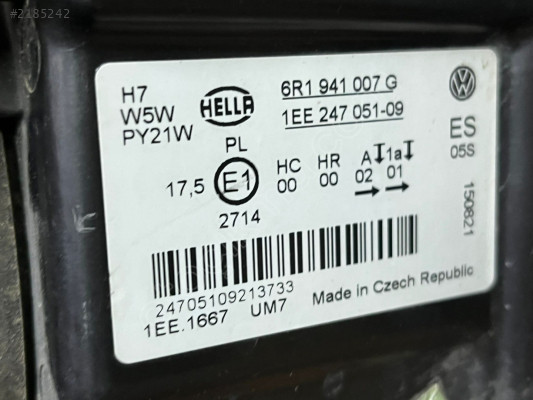 #2185242
H7
W5W
PY21W
HELLA
6R1 941 007 G
1EE 247 051-09
VW
ES
05S
PL
17,5 E1
2714
HC HR A 1a
00 00 02 01
150821
24705109213733
1EE.1667 UM7 Made in Czech Republic